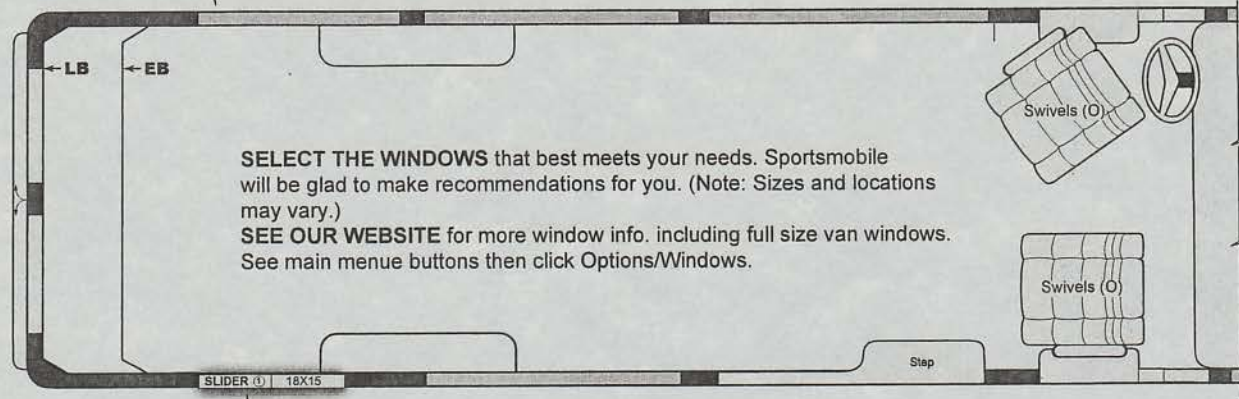 LB
EB
Swivels (O)
SELECT THE WINDOWS that best meets your needs. Sportsmobile
will be glad to make recommendations for you. (Note: Sizes and locations
may vary.)
SEE OUR WEBSITE for more window info. including full size van windows.
See main menue buttons then click Options/Windows.
Swivels (O)
Step
SLIDER ① 18X15